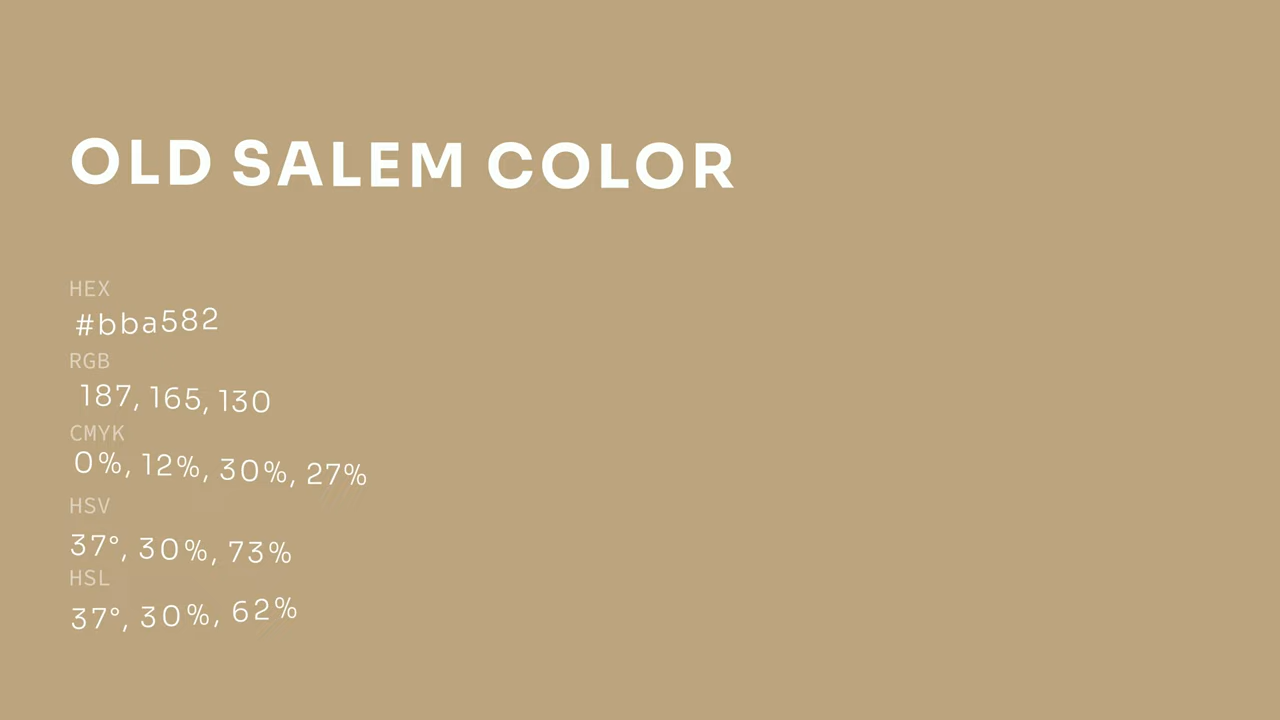 OLD SALEM COLOR
HEX
#bba582
RGB
187, 165, 130
CMYK
0%, 12%, 30%, 27%
HSV
37°, 30%, 73%
HSL
37°, 30%, 62%